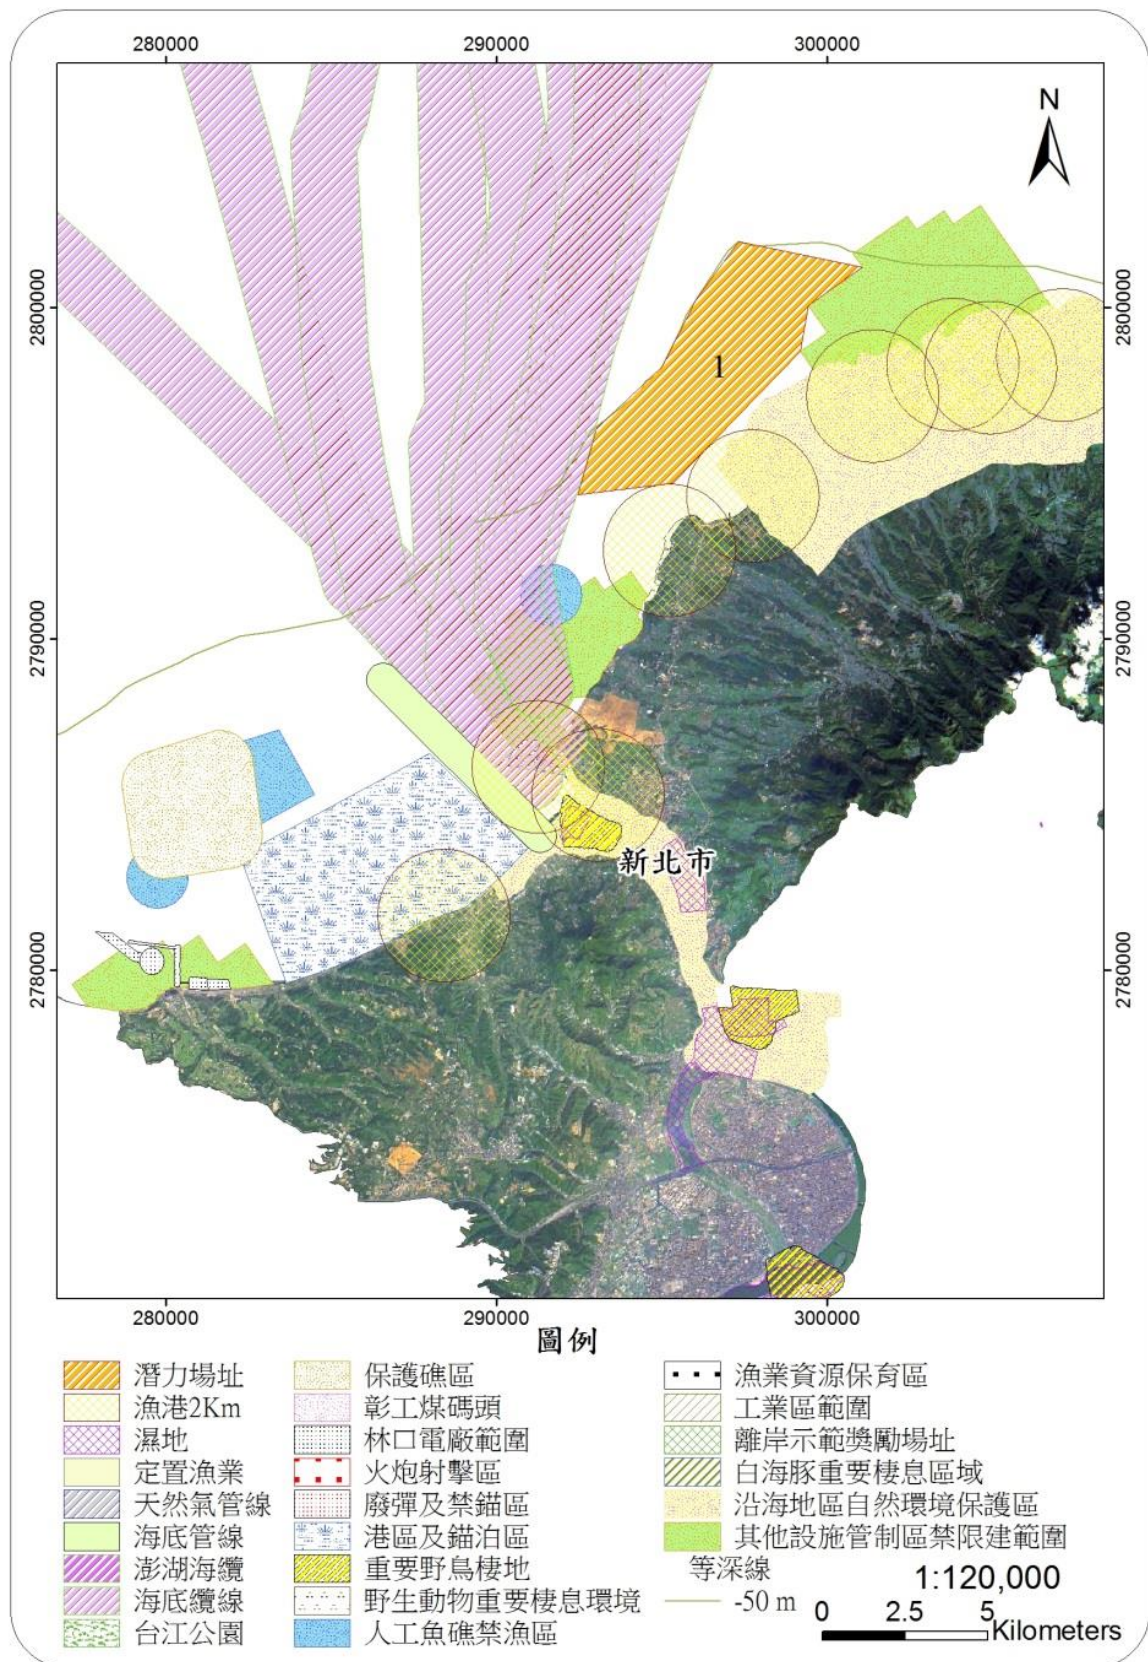 280000 290000 300000
N
2800000 2800000
1
2790000 2790000
新北市
2780000 2780000
280000 290000 300000
圖例
潛力場址
漁港2Km
濕地
定置漁業
天然氣管線
海底管線
澎湖海纜
海底纜線
台江公園
保護礁區
彰工煤碼頭
林口電廠範圍
火炮射擊區
廢彈及禁錨區
港區及錨泊區
重要野鳥棲地
野生動物重要棲息環境
人工魚礁禁漁區
漁業資源保育區
工業區範圍
離岸示範獎勵場址
白海豚重要棲息區域
沿海地區自然環境保護區
其他設施管制區禁限建範圍
等深線
-50 m
1:120,000
0 2.5 5
Kilometers